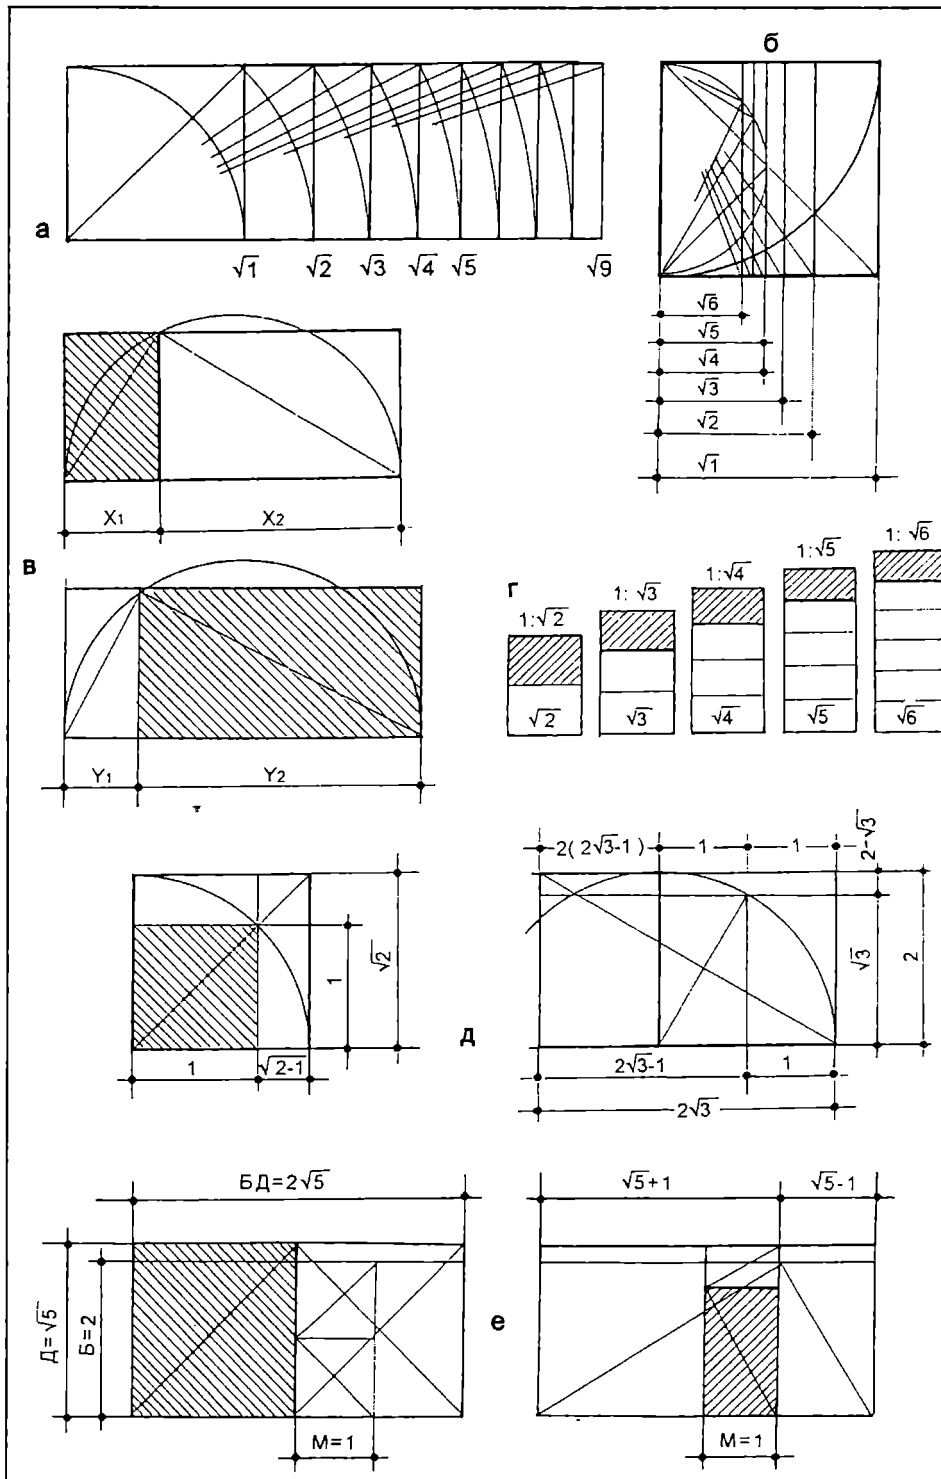 б
а
√1 √2 √3 √4 √5 √9
√6
√5
√4
√3
√2
√1
X1 X2
в
Y1 Y2
г
1:√2 1:√3 1:√4 1:√5 1:√6
√2 √3 √4 √5 √6
1
√2
1 √2-1
д
2(2√3-1) 1 1
2-√3
√3
2
2√3-1 1
2√3
БД=2√5
Д=√5
Б=2
М=1
е
√5+1 √5-1
М=1